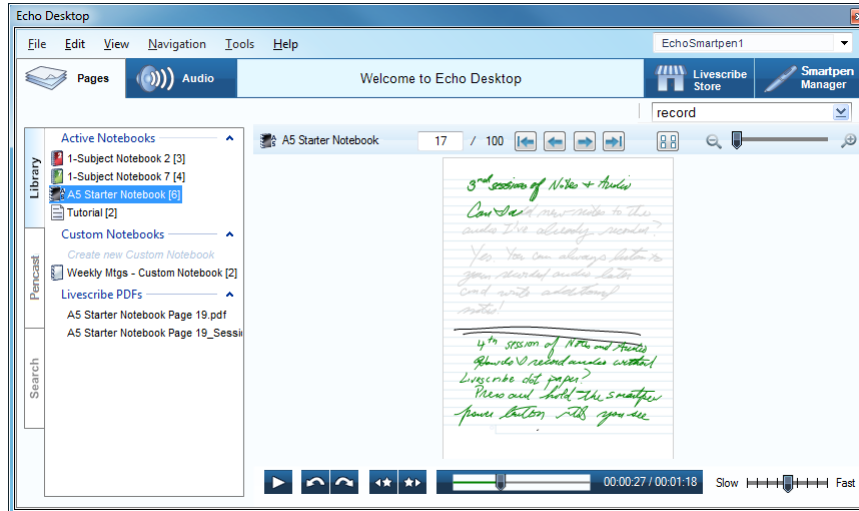 Echo Desktop
File Edit View Navigation Tools Help
EchoSmartpen1
Pages
Audio
Welcome to Echo Desktop
Livescribe
Store
Smartpen
Manager
record
Library
Pencast
Search
Active Notebooks
1-Subject Notebook 2 [3]
1-Subject Notebook 7 [4]
A5 Starter Notebook [6]
Tutorial [2]
Custom Notebooks
Create new Custom Notebook
Weekly Mtgs - Custom Notebook [2]
Livescribe PDFs
A5 Starter Notebook Page 19.pdf
A5 Starter Notebook Page 19_Sessi
A5 Starter Notebook 17 / 100
3rd session of Notes + Audio
Can I add new notes to the
audio I've already recorded?
Yes. You can always listen to
your recorded audio later
and write additional
notes!
4th session of Notes and Audio
How do I record audio without
Livescribe dot paper?
Press and hold the smartpen
power button until you see
00:00:27 / 00:01:18
Slow Fast